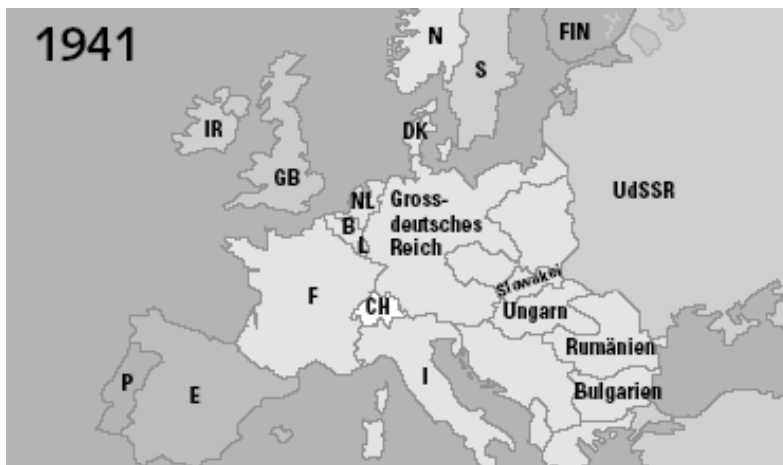 1941
N
FIN
S
IR
DK
GB
UdSSR
NL
Gross-
deutsches
Reich
B
L
Slowakei
F
CH
Ungarn
Rumänien
P
E
I
Bulgarien